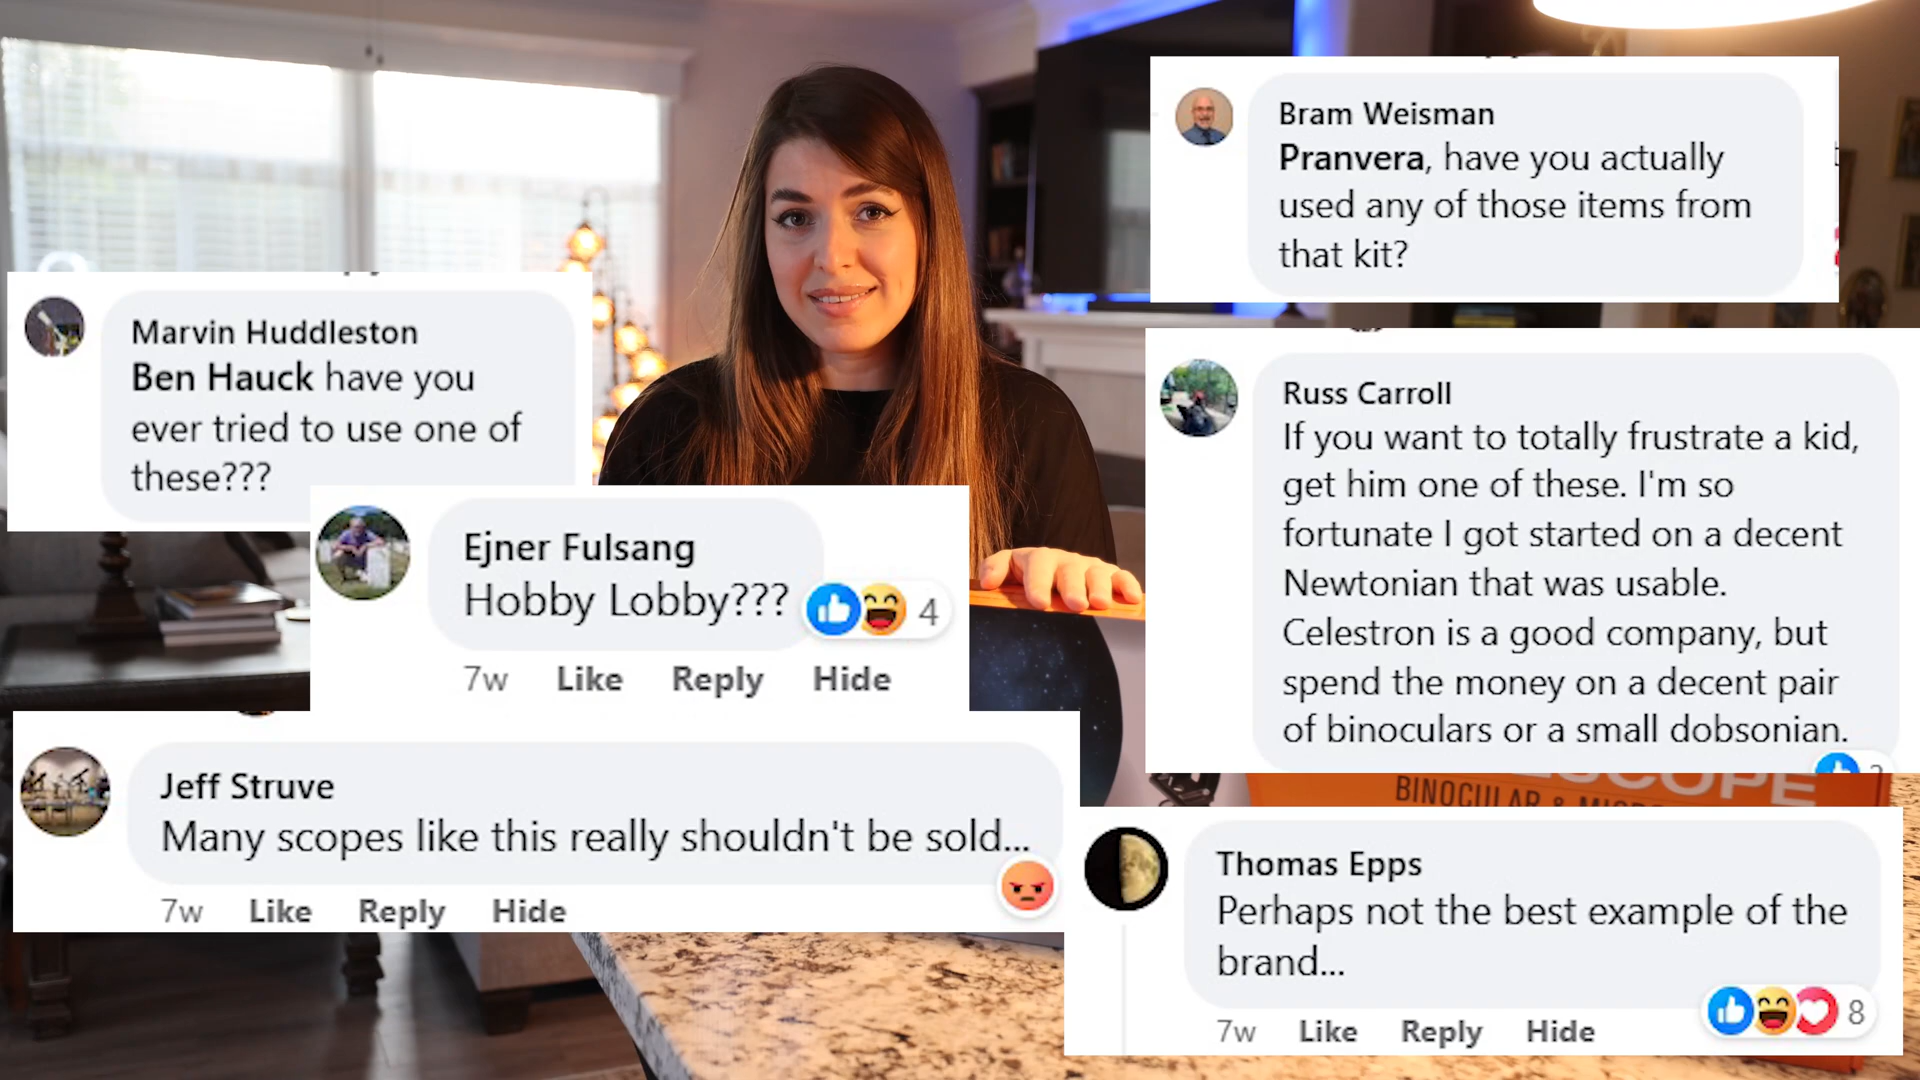 Bram Weisman
Pranvera, have you actually
used any of those items from
that kit?
Marvin Huddleston
Ben Hauck have you
ever tried to use one of
these???
Russ Carroll
If you want to totally frustrate a kid,
get him one of these. I'm so
fortunate I got started on a decent
Newtonian that was usable.
Celestron is a good company, but
spend the money on a decent pair
of binoculars or a small dobsonian.
Ejner Fulsang
Hobby Lobby???
4
7w Like Reply Hide
Jeff Struve
Many scopes like this really shouldn't be sold...
7w Like Reply Hide
BINOCULAR &
Thomas Epps
Perhaps not the best example of the
brand...
8
7w Like Reply Hide